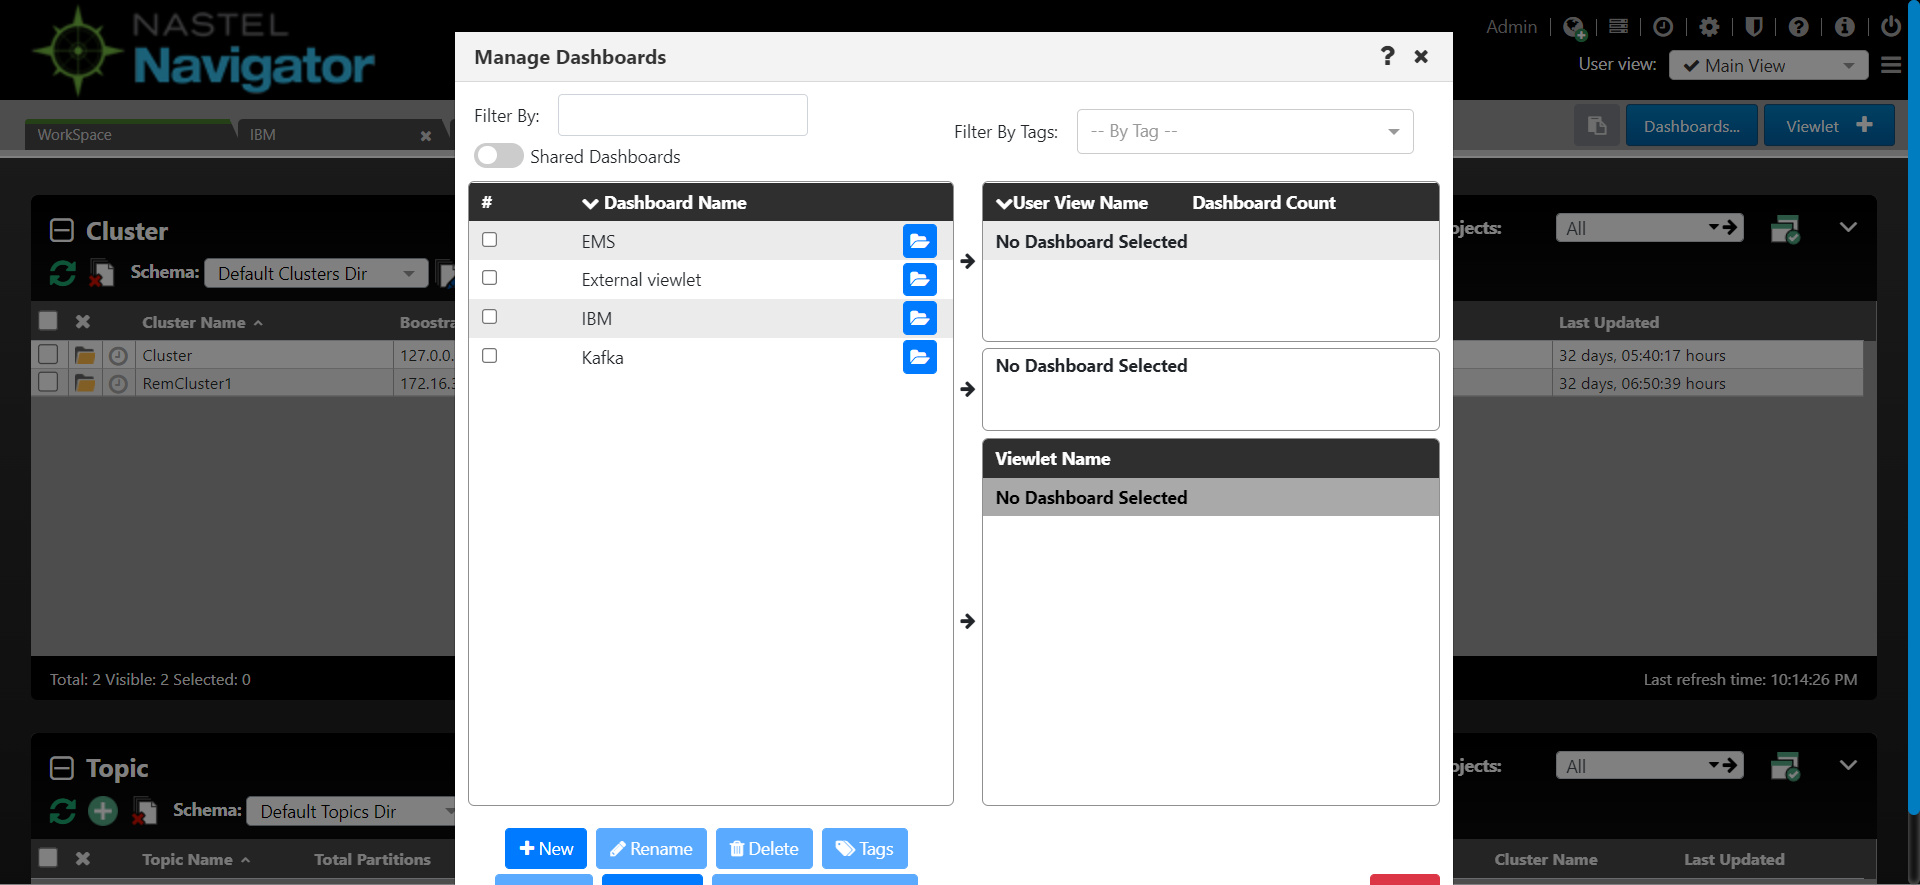 NASTEL
Navigator
Admin
User view:
Main View
WorkSpace
IBM
Dashboards...
Viewlet
Manage Dashboards
?
Filter By:
Filter By Tags:
-- By Tag --
Shared Dashboards
# Dashboard Name
EMS
External viewlet
IBM
Kafka
User View Name Dashboard Count
No Dashboard Selected
No Dashboard Selected
Viewlet Name
No Dashboard Selected
New
Rename
Delete
Tags
Cluster
Schema: Default Clusters Dir
All
Cluster Name
Last Updated
Cluster 127.0.0.
32 days, 05:40:17 hours
RemCluster1
32 days, 06:50:39 hours
Total: 2 Visible: 2 Selected: 0
Last refresh time: 10:14:26 PM
Topic
Schema: Default Topics Dir
All
Topic Name Total Partitions
Cluster Name Last Updated